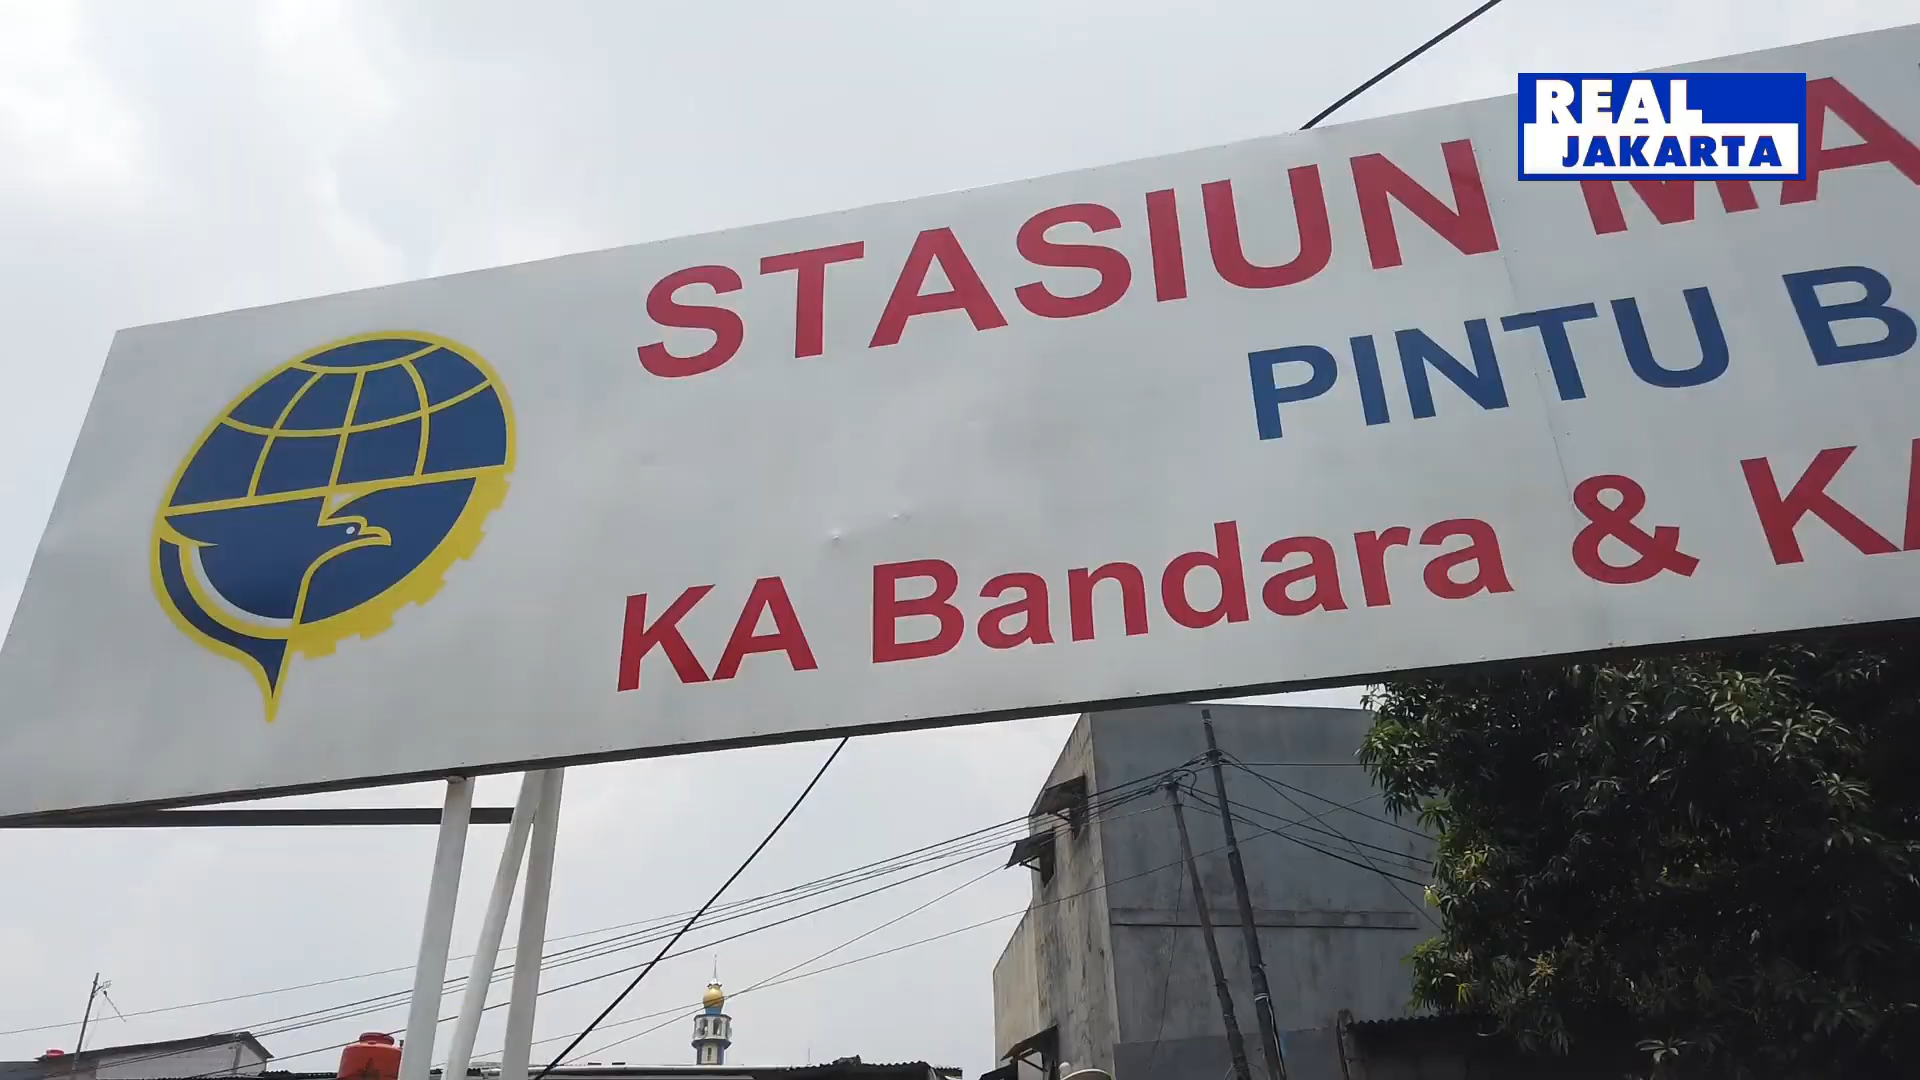 REAL
JAKARTA
STASIUN MA
PINTU B
KA Bandara & KA